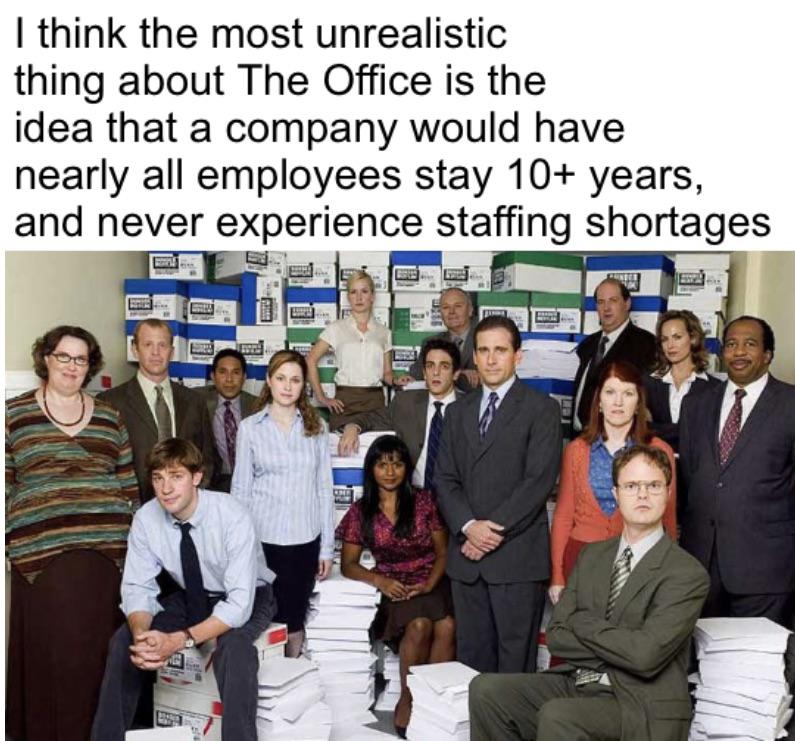 I think the most unrealistic
thing about The Office is the
idea that a company would have
nearly all employees stay 10+ years,
and never experience staffing shortages